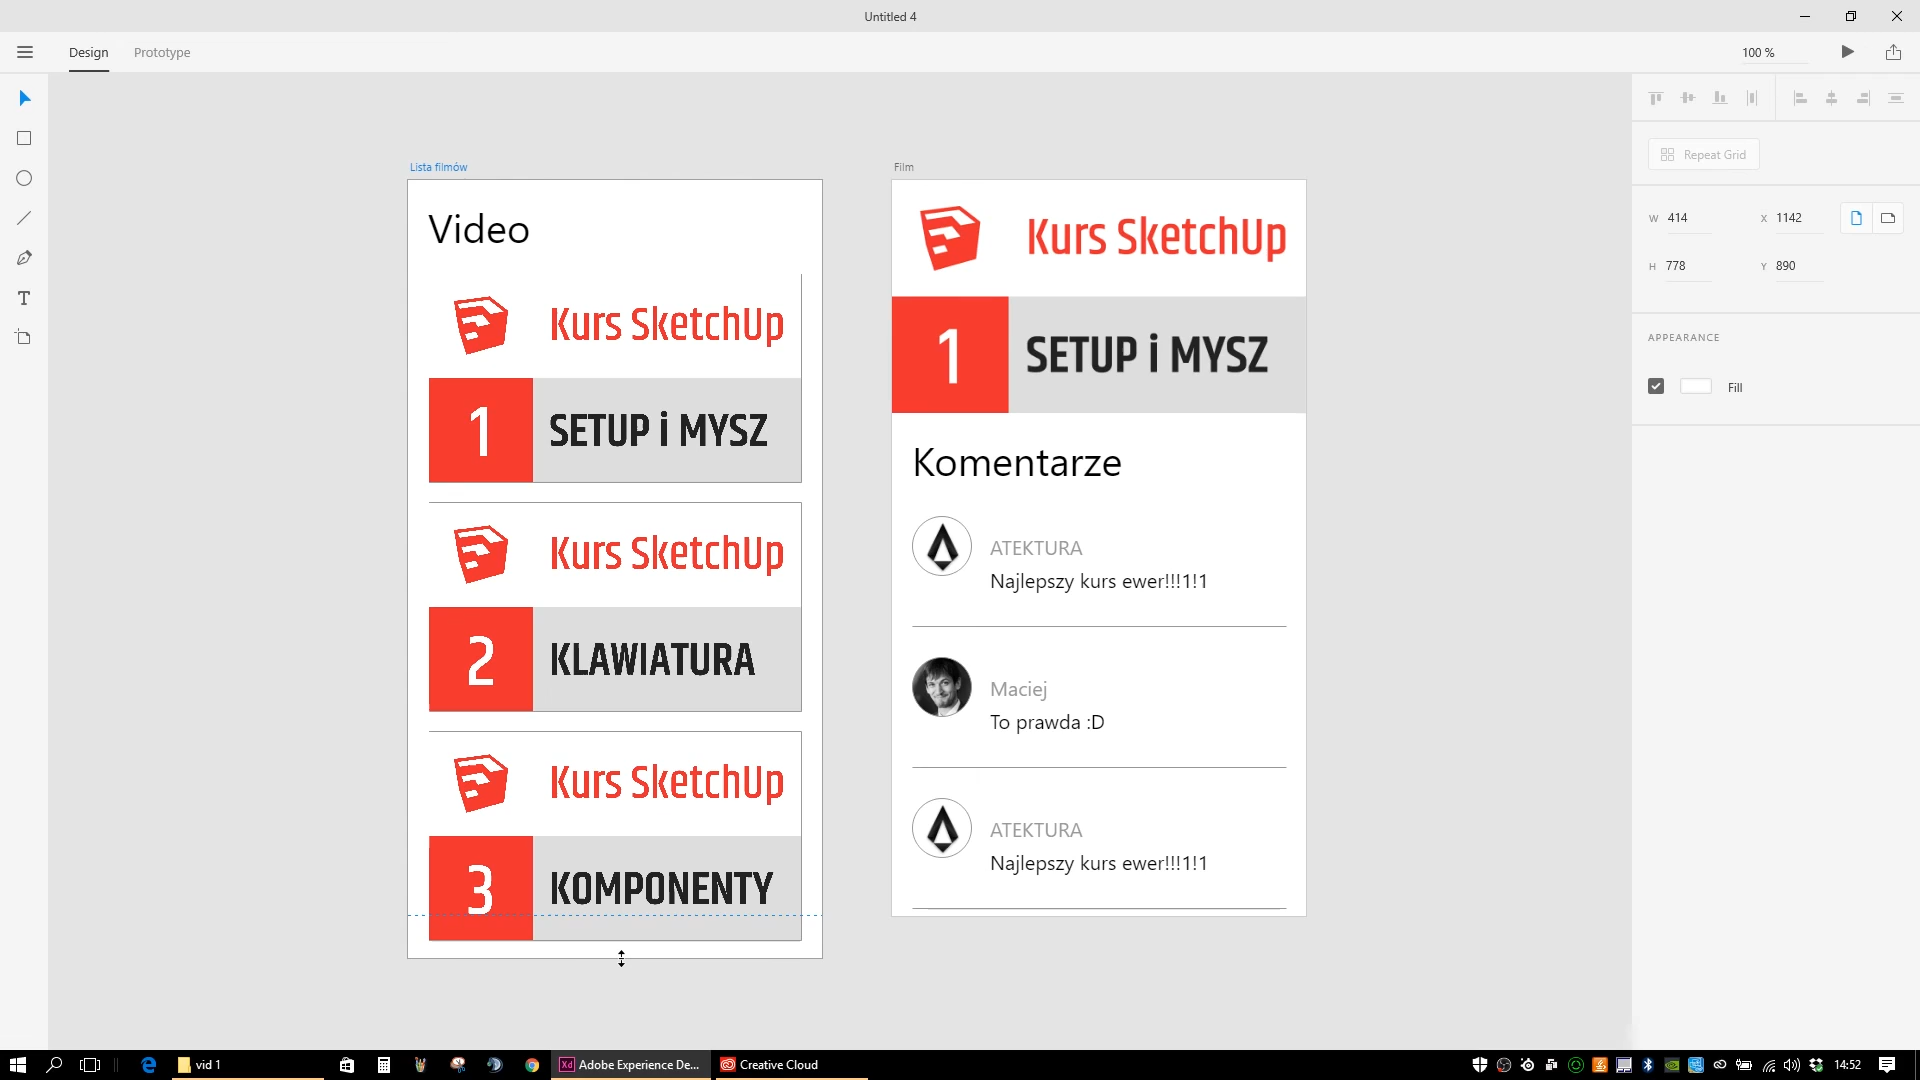 Untitled 4
Design
Prototype
100 %
Lista filmów
Video
Kurs SketchUp
1
SETUP i MYSZ
Kurs SketchUp
2
KLAWIATURA
Kurs SketchUp
3
KOMPONENTY
Film
Kurs SketchUp
1
SETUP i MYSZ
Komentarze
ATEKTURA
Najlepszy kurs ewer!!!1!1
Maciej
To prawda :D
ATEKTURA
Najlepszy kurs ewer!!!1!1
Repeat Grid
W 414
X 1142
H 778
Y 890
APPEARANCE
Fill
vid 1
Adobe Experience De...
Creative Cloud
14:52